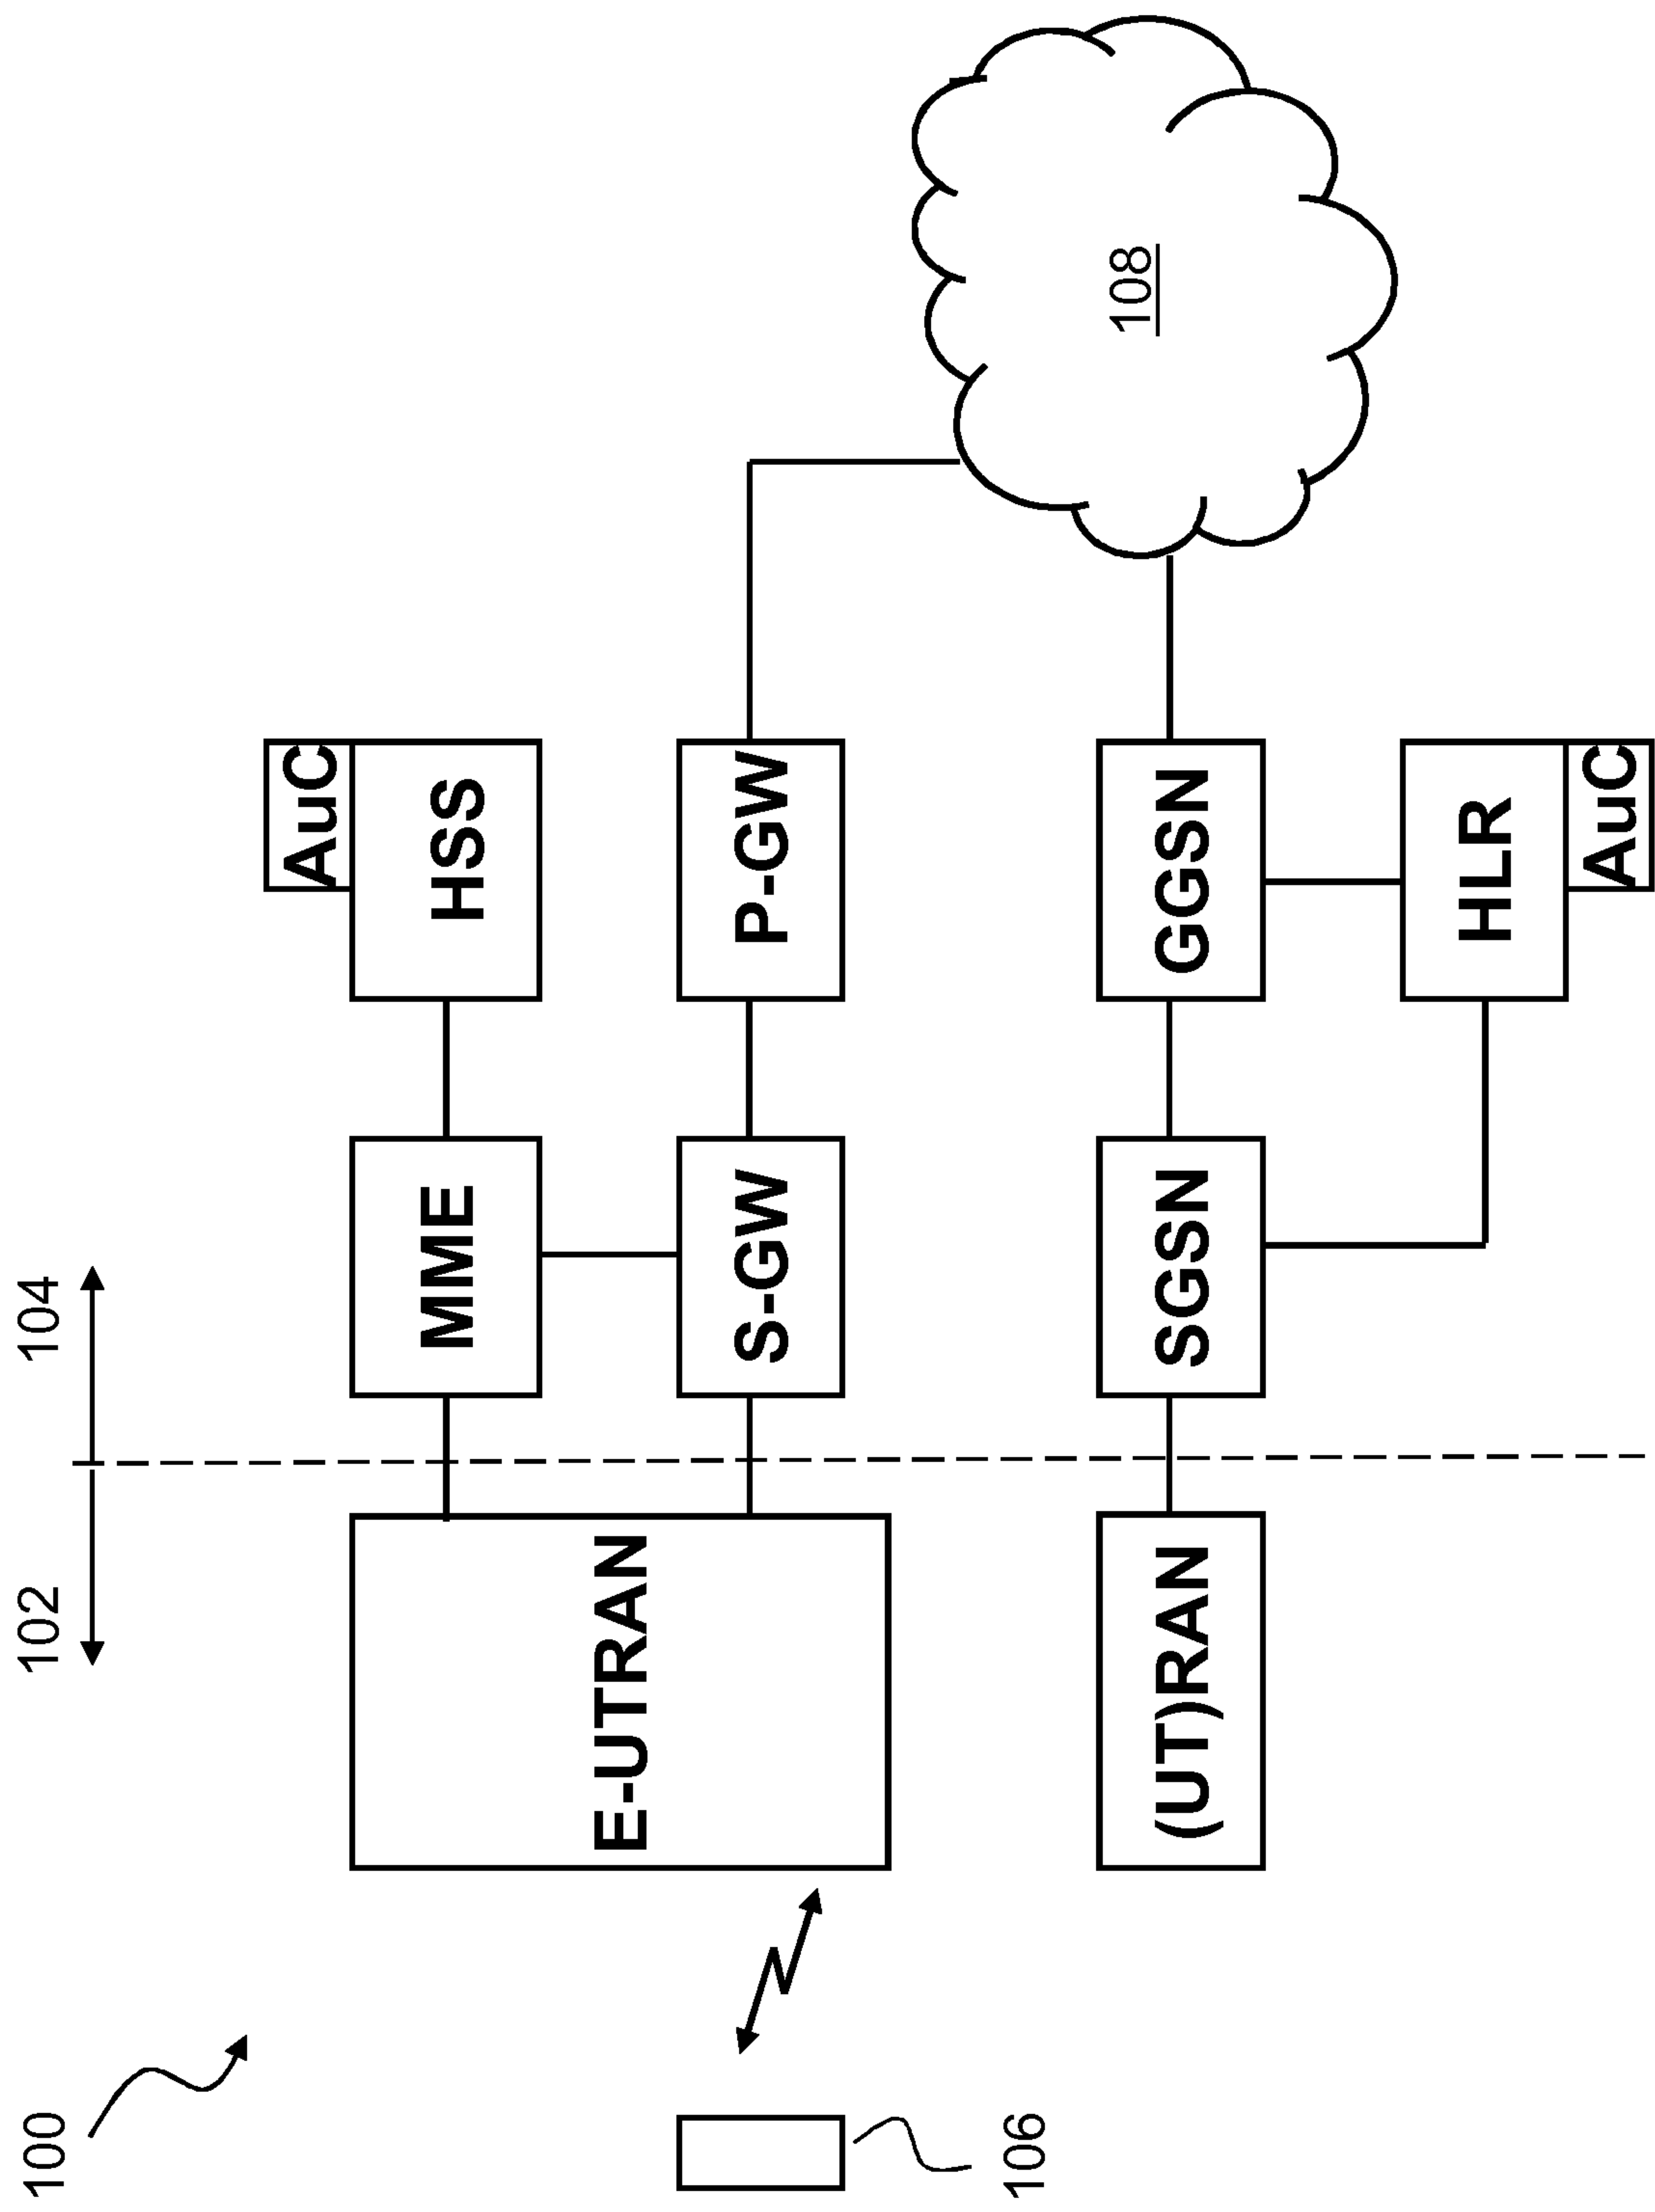 100
102
104
AuC
HSS
MME
E-UTRAN
P-GW
S-GW
106
108
GGSN
SGSN
(UT)RAN
HLR
AuC